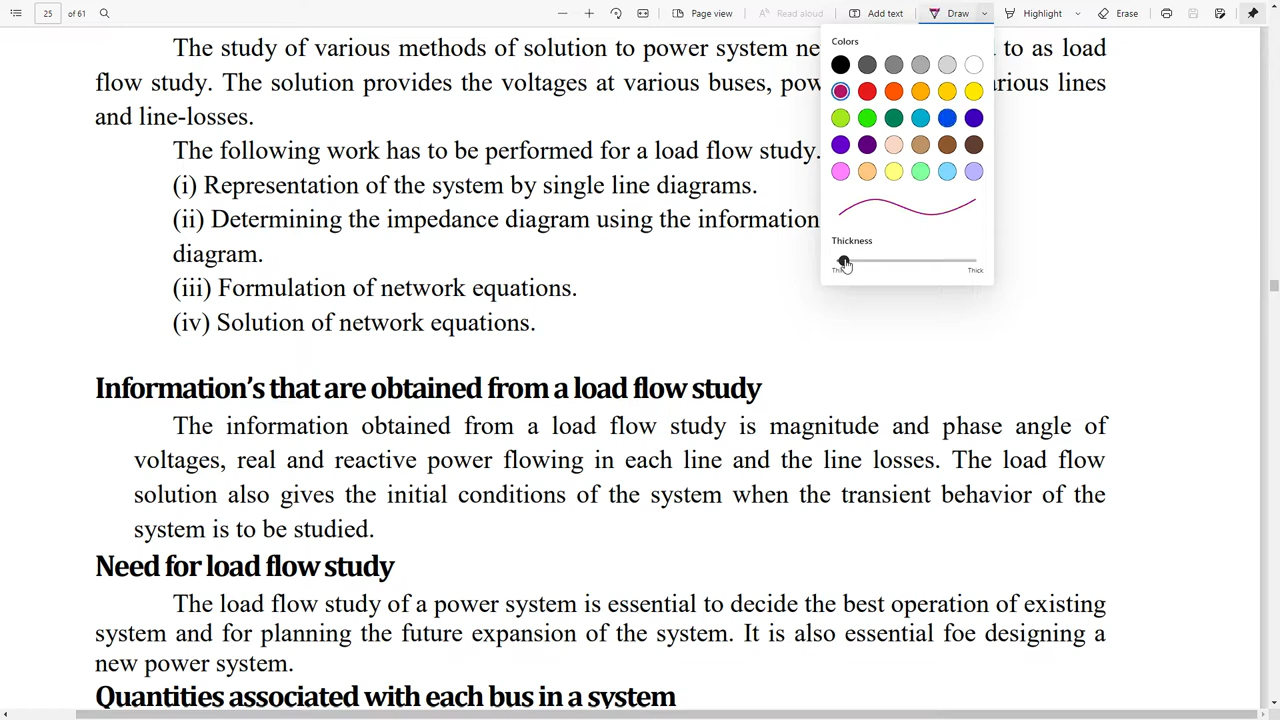 25 of 61 Page view Read aloud Add text Draw Highlight Erase
Colors
Thickness
Thick
The study of various methods of solution to power system ne to as load
flow study. The solution provides the voltages at various buses, pow arious lines
and line-losses.
The following work has to be performed for a load flow study.
(i) Representation of the system by single line diagrams.
(ii) Determining the impedance diagram using the information
diagram.
(iii) Formulation of network equations.
(iv) Solution of network equations.
Information's that are obtained from a load flow study
The information obtained from a load flow study is magnitude and phase angle of
voltages, real and reactive power flowing in each line and the line losses. The load flow
solution also gives the initial conditions of the system when the transient behavior of the
system is to be studied.
Need for load flow study
The load flow study of a power system is essential to decide the best operation of existing
system and for planning the future expansion of the system. It is also essential foe designing a
new power system.
Quantities associated with each bus in a system